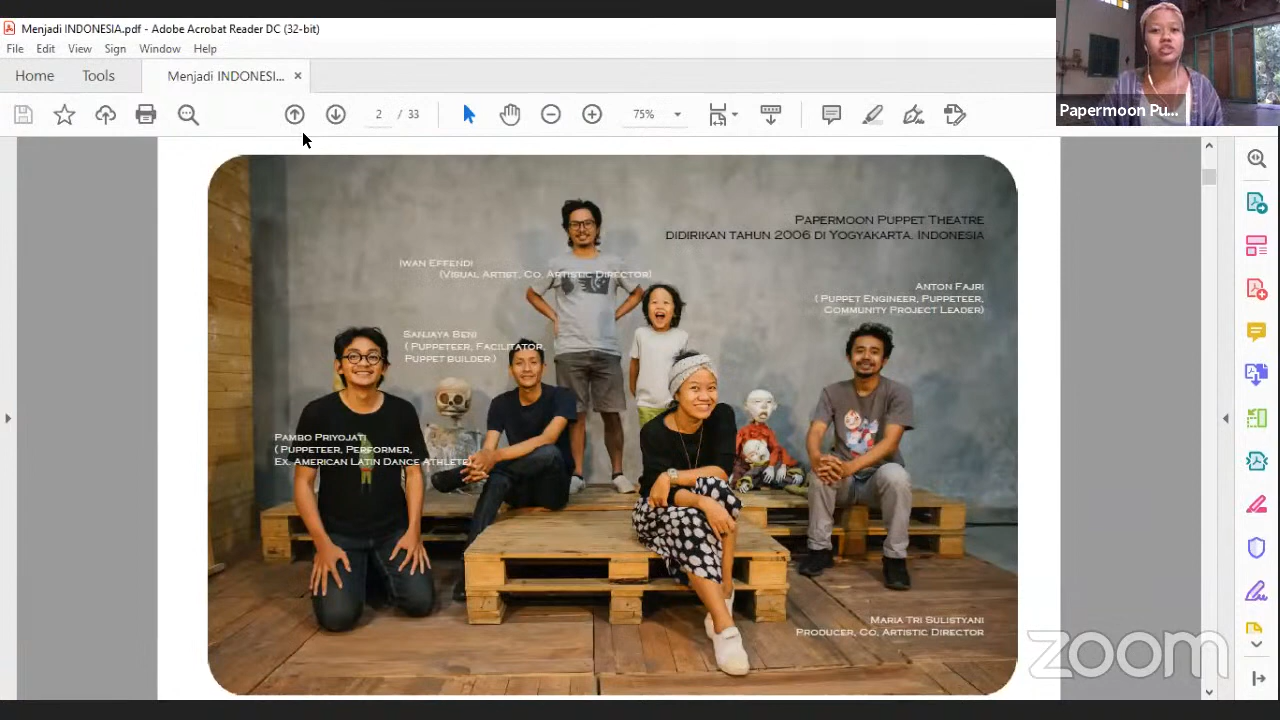 Menjadi INDONESIA.pdf - Adobe Acrobat Reader DC (32-bit)
File Edit View Sign Window Help
Home Tools Menjadi INDONESI... ×
2 / 33 75%
Papermoon Pu...
PAPERMOON PUPPET THEATRE
DIDIRIKAN TAHUN 2006 DI YOGYAKARTA. INDONESIA
IWAN EFFENDI
(VISUAL ARTIST, CO. ARTISTIC DIRECTOR)
ANTON FAJRI
( PUPPET ENGINEER, PUPPETEER,
COMMUNITY PROJECT LEADER)
SANJAYA BENI
( PUPPETEER, FACILITATOR,
PUPPET BUILDER )
PAMBO PRIYOJATI
( PUPPETEER, PERFORMER,
EX. AMERICAN LATIN DANCE ATHLETE)
MARIA TRI SULISTYANI
PRODUCER, CO. ARTISTIC DIRECTOR
zoom